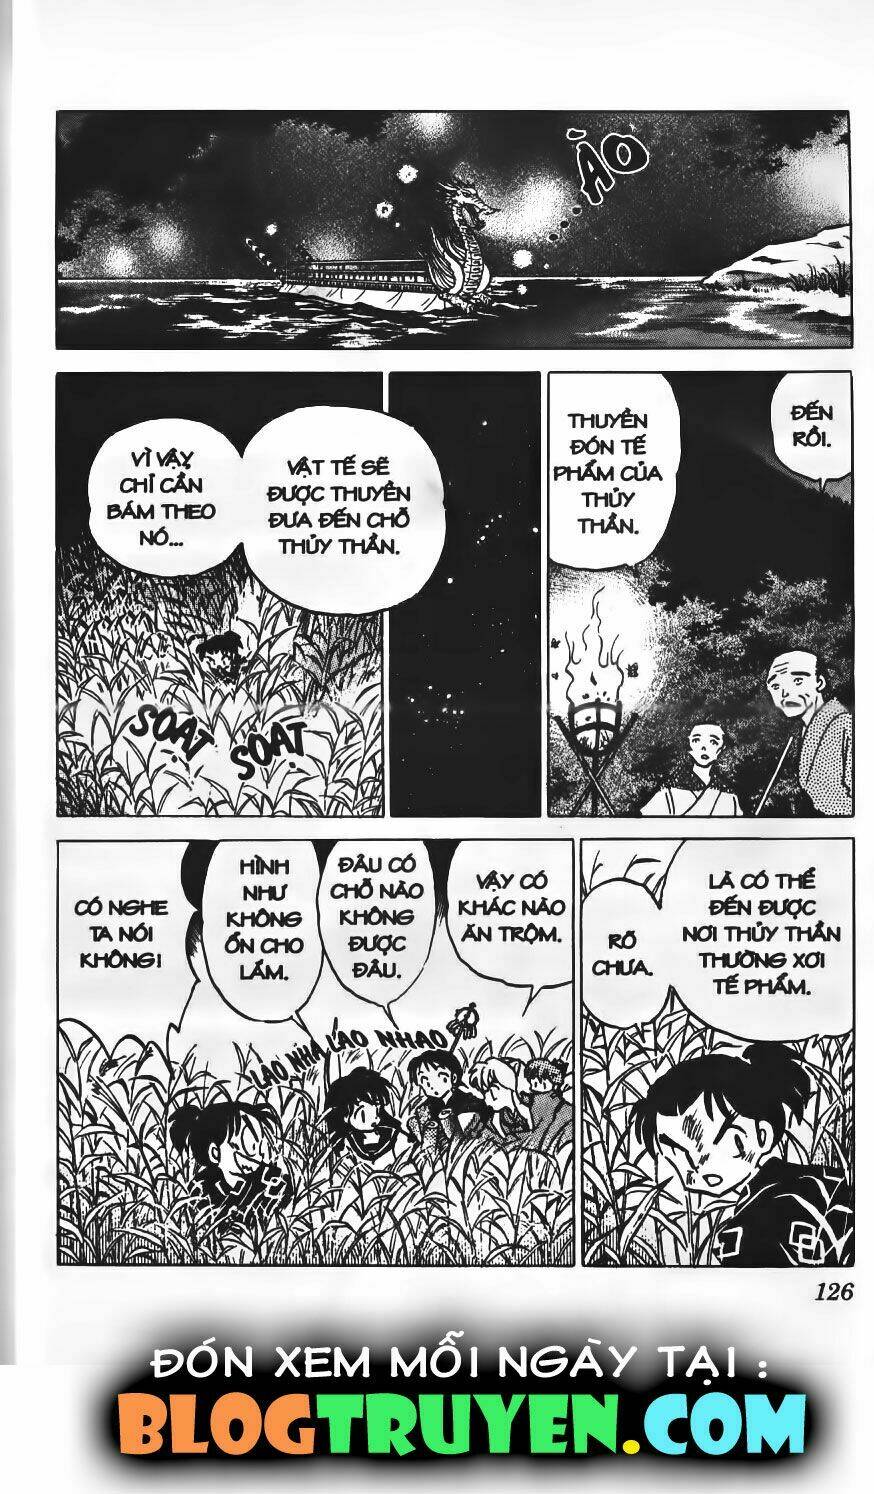 ÀO
ĐẾN
RỒI.
THUYỀN
ĐÓN TẾ
PHẨM CỦA
THỦY
THẦN.
VẬT TẾ SẼ
ĐƯỢC THUYỀN
ĐƯA ĐẾN CHỖ
THỦY THẦN.
VÌ VẬY,
CHỈ CẦN
BÁM THEO
NÓ...
SOẠT
SOẠT
LÀ CÓ THỂ
ĐẾN ĐƯỢC
NƠI THỦY THẦN
THƯỜNG XƠI
TẾ PHẨM.
RÕ
CHƯA.
VẬY CÓ
KHÁC NÀO
ĂN TRỘM.
ĐÂU CÓ
CHỖ NÀO
KHÔNG
ĐƯỢC
ĐÂU.
HÌNH
NHƯ
KHÔNG
ỔN CHO
LẮM.
CÓ NGHE
TA NÓI
KHÔNG!
LÁO NHÁ LÁO NHAO
126
ĐÓN XEM MỖI NGÀY TẠI :
BLOGTRUYEN.COM